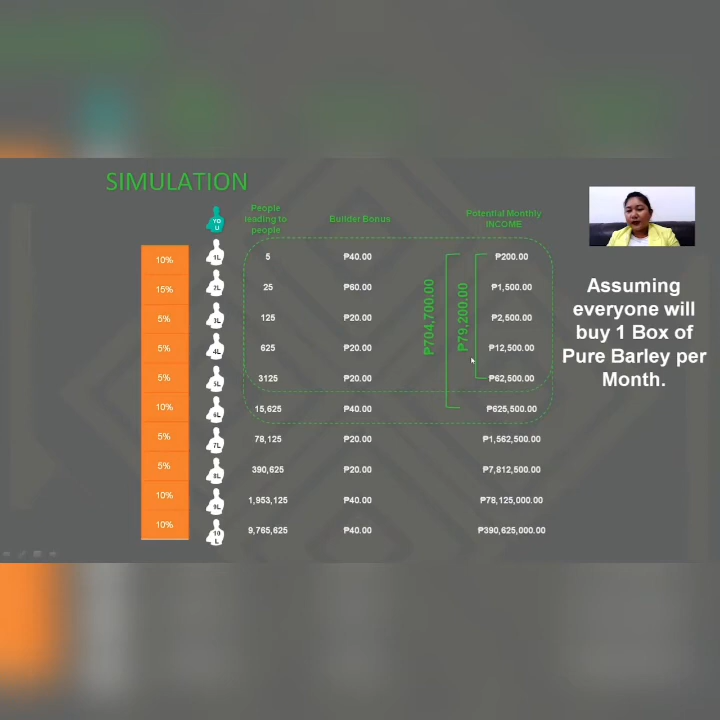 SIMULATION
People
leading to
people
Builder Bonus
Potential Monthly
INCOME
YO
U
10% 1L 5 ₱40.00 ₱200.00
15% 2L 25 ₱60.00 ₱1,500.00
5% 3L 125 ₱20.00 ₱2,500.00
5% 4L 625 ₱20.00 ₱12,500.00
5% 5L 3125 ₱20.00 ₱62,500.00
10% 6L 15,625 ₱40.00 ₱625,500.00
5% 7L 78,125 ₱20.00 ₱1,562,500.00
5% 8L 390,625 ₱20.00 ₱7,812,500.00
10% 9L 1,953,125 ₱40.00 ₱78,125,000.00
10% 10
L 9,765,625 ₱40.00 ₱390,625,000.00
₱704,700.00
₱79,200.00
Assuming
everyone will
buy 1 Box of
Pure Barley per
Month.